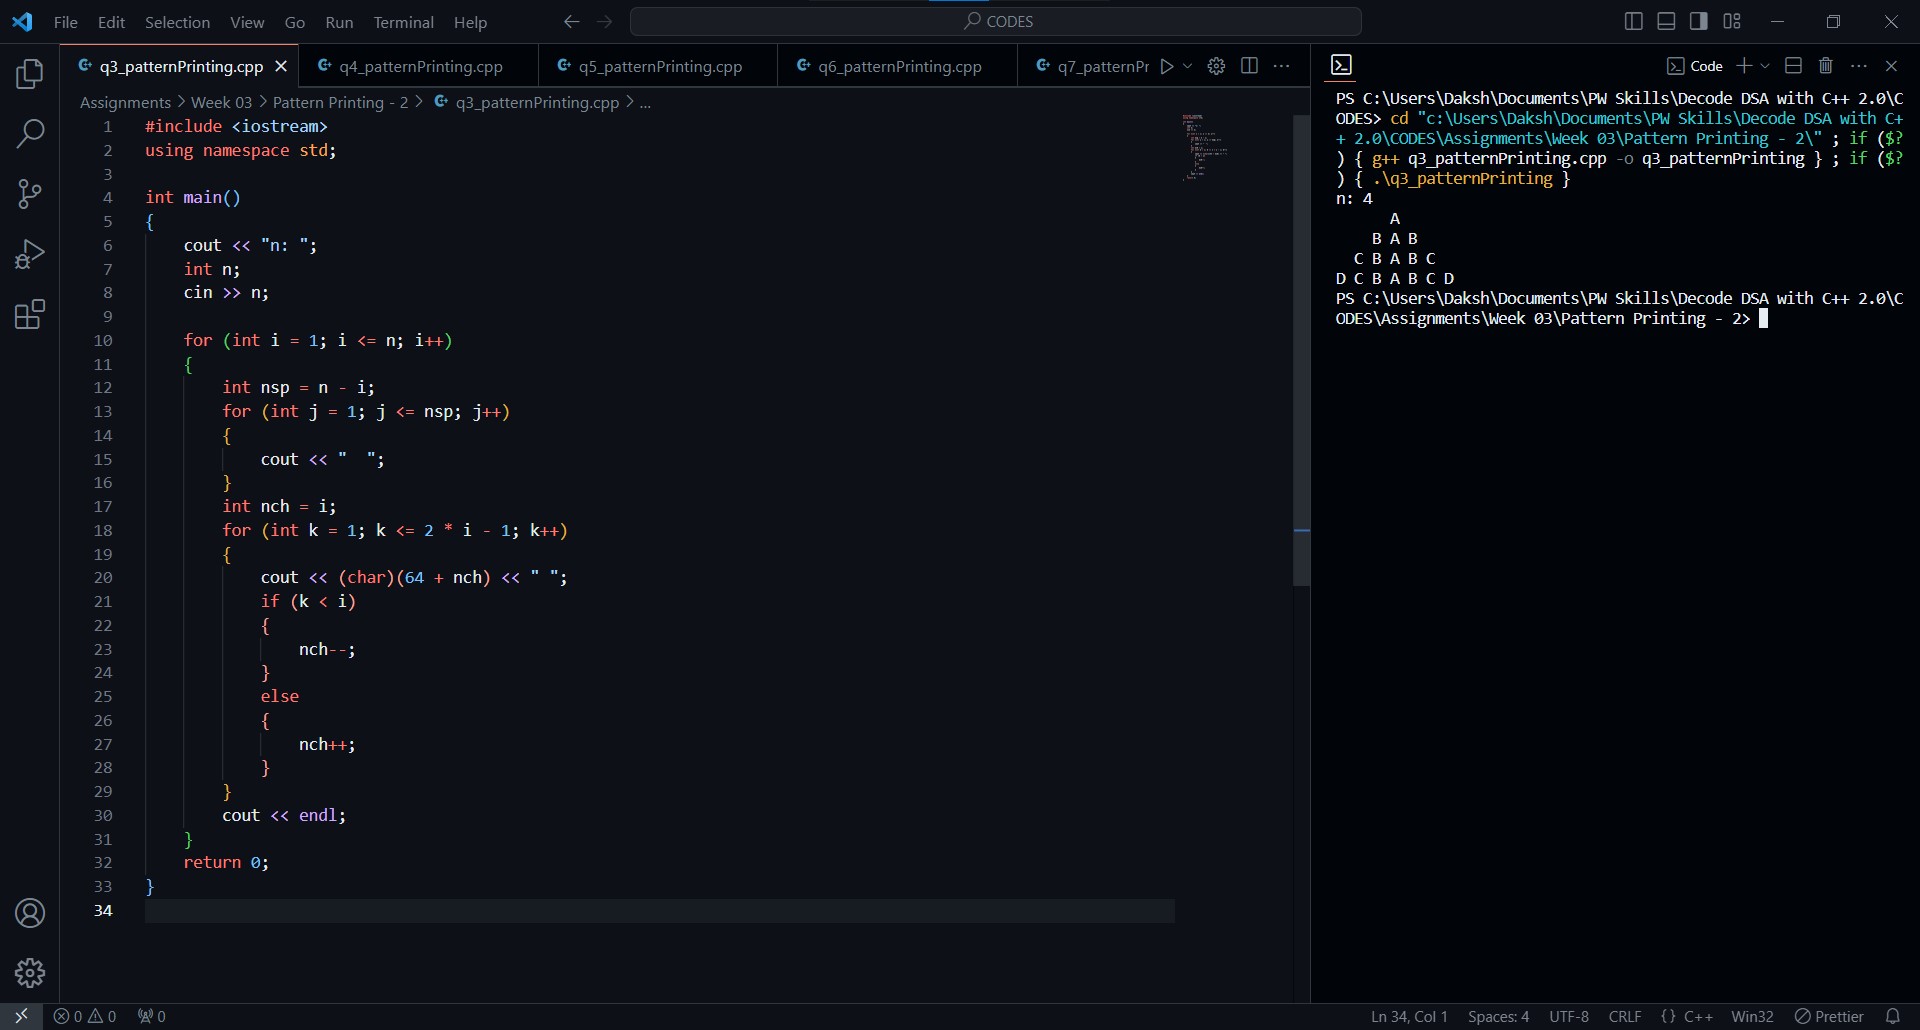 File Edit Selection View Go Run Terminal Help CODES
q3_patternPrinting.cpp q4_patternPrinting.cpp q5_patternPrinting.cpp q6_patternPrinting.cpp q7_patternPr
Code
Assignments > Week 03 > Pattern Printing - 2 > q3_patternPrinting.cpp > ...
1 #include <iostream>
2 using namespace std;
3
4 int main()
5 {
6     cout << "n: ";
7     int n;
8     cin >> n;
9
10     for (int i = 1; i <= n; i++)
11     {
12         int nsp = n - i;
13         for (int j = 1; j <= nsp; j++)
14         {
15             cout << "  ";
16         }
17         int nch = i;
18         for (int k = 1; k <= 2 * i - 1; k++)
19         {
20             cout << (char)(64 + nch) << " ";
21             if (k < i)
22             {
23                 nch--;
24             }
25             else
26             {
27                 nch++;
28             }
29         }
30         cout << endl;
31     }
32     return 0;
33 }
34
PS C:\Users\Daksh\Documents\PW Skills\Decode DSA with C++ 2.0\C
ODES> cd "c:\Users\Daksh\Documents\PW Skills\Decode DSA with C+
+ 2.0\CODES\Assignments\Week 03\Pattern Printing - 2\" ; if ($?
) { g++ q3_patternPrinting.cpp -o q3_patternPrinting } ; if ($?
) { .\q3_patternPrinting }
n: 4
      A
    B A B
  C B A B C
D C B A B C D
PS C:\Users\Daksh\Documents\PW Skills\Decode DSA with C++ 2.0\C
ODES\Assignments\Week 03\Pattern Printing - 2>
0 0 0 Ln 34, Col 1 Spaces: 4 UTF-8 CRLF {} C++ Win32 Prettier